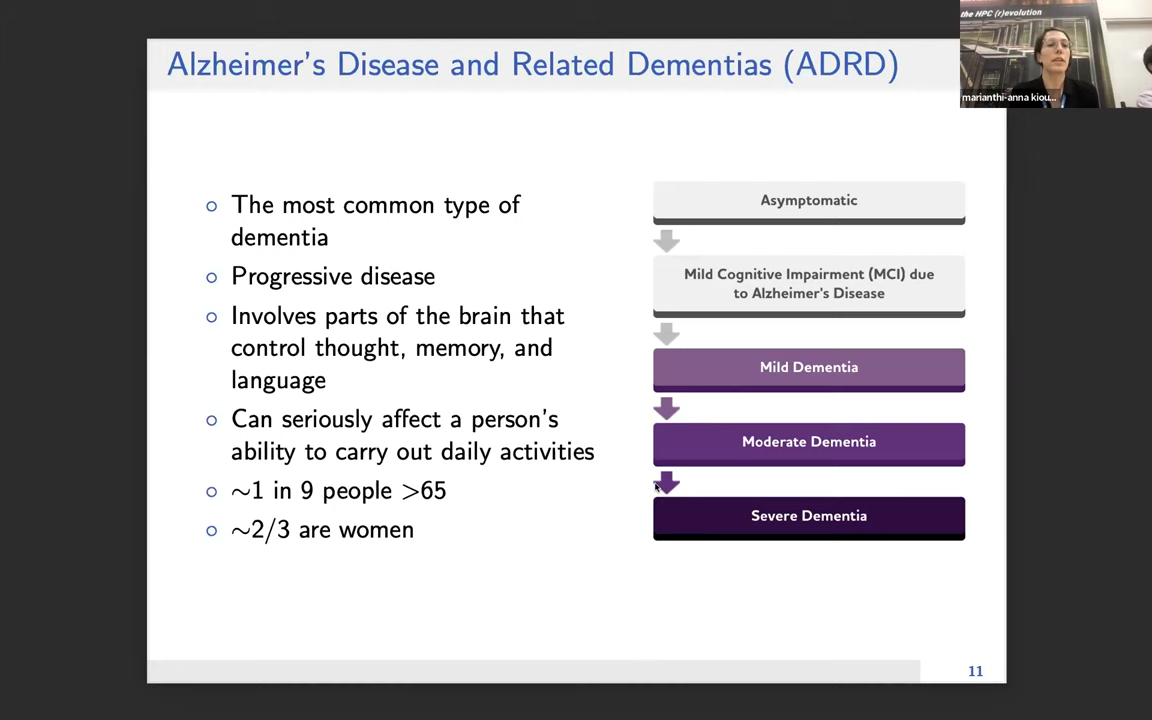 Alzheimer's Disease and Related Dementias (ADRD)
the HPC (r)evolution
marianthi-anna kiou...
The most common type of
dementia
Progressive disease
Involves parts of the brain that
control thought, memory, and
language
Can seriously affect a person's
ability to carry out daily activities
~1 in 9 people >65
~2/3 are women
Asymptomatic
Mild Cognitive Impairment (MCI) due
to Alzheimer's Disease
Mild Dementia
Moderate Dementia
Severe Dementia
11